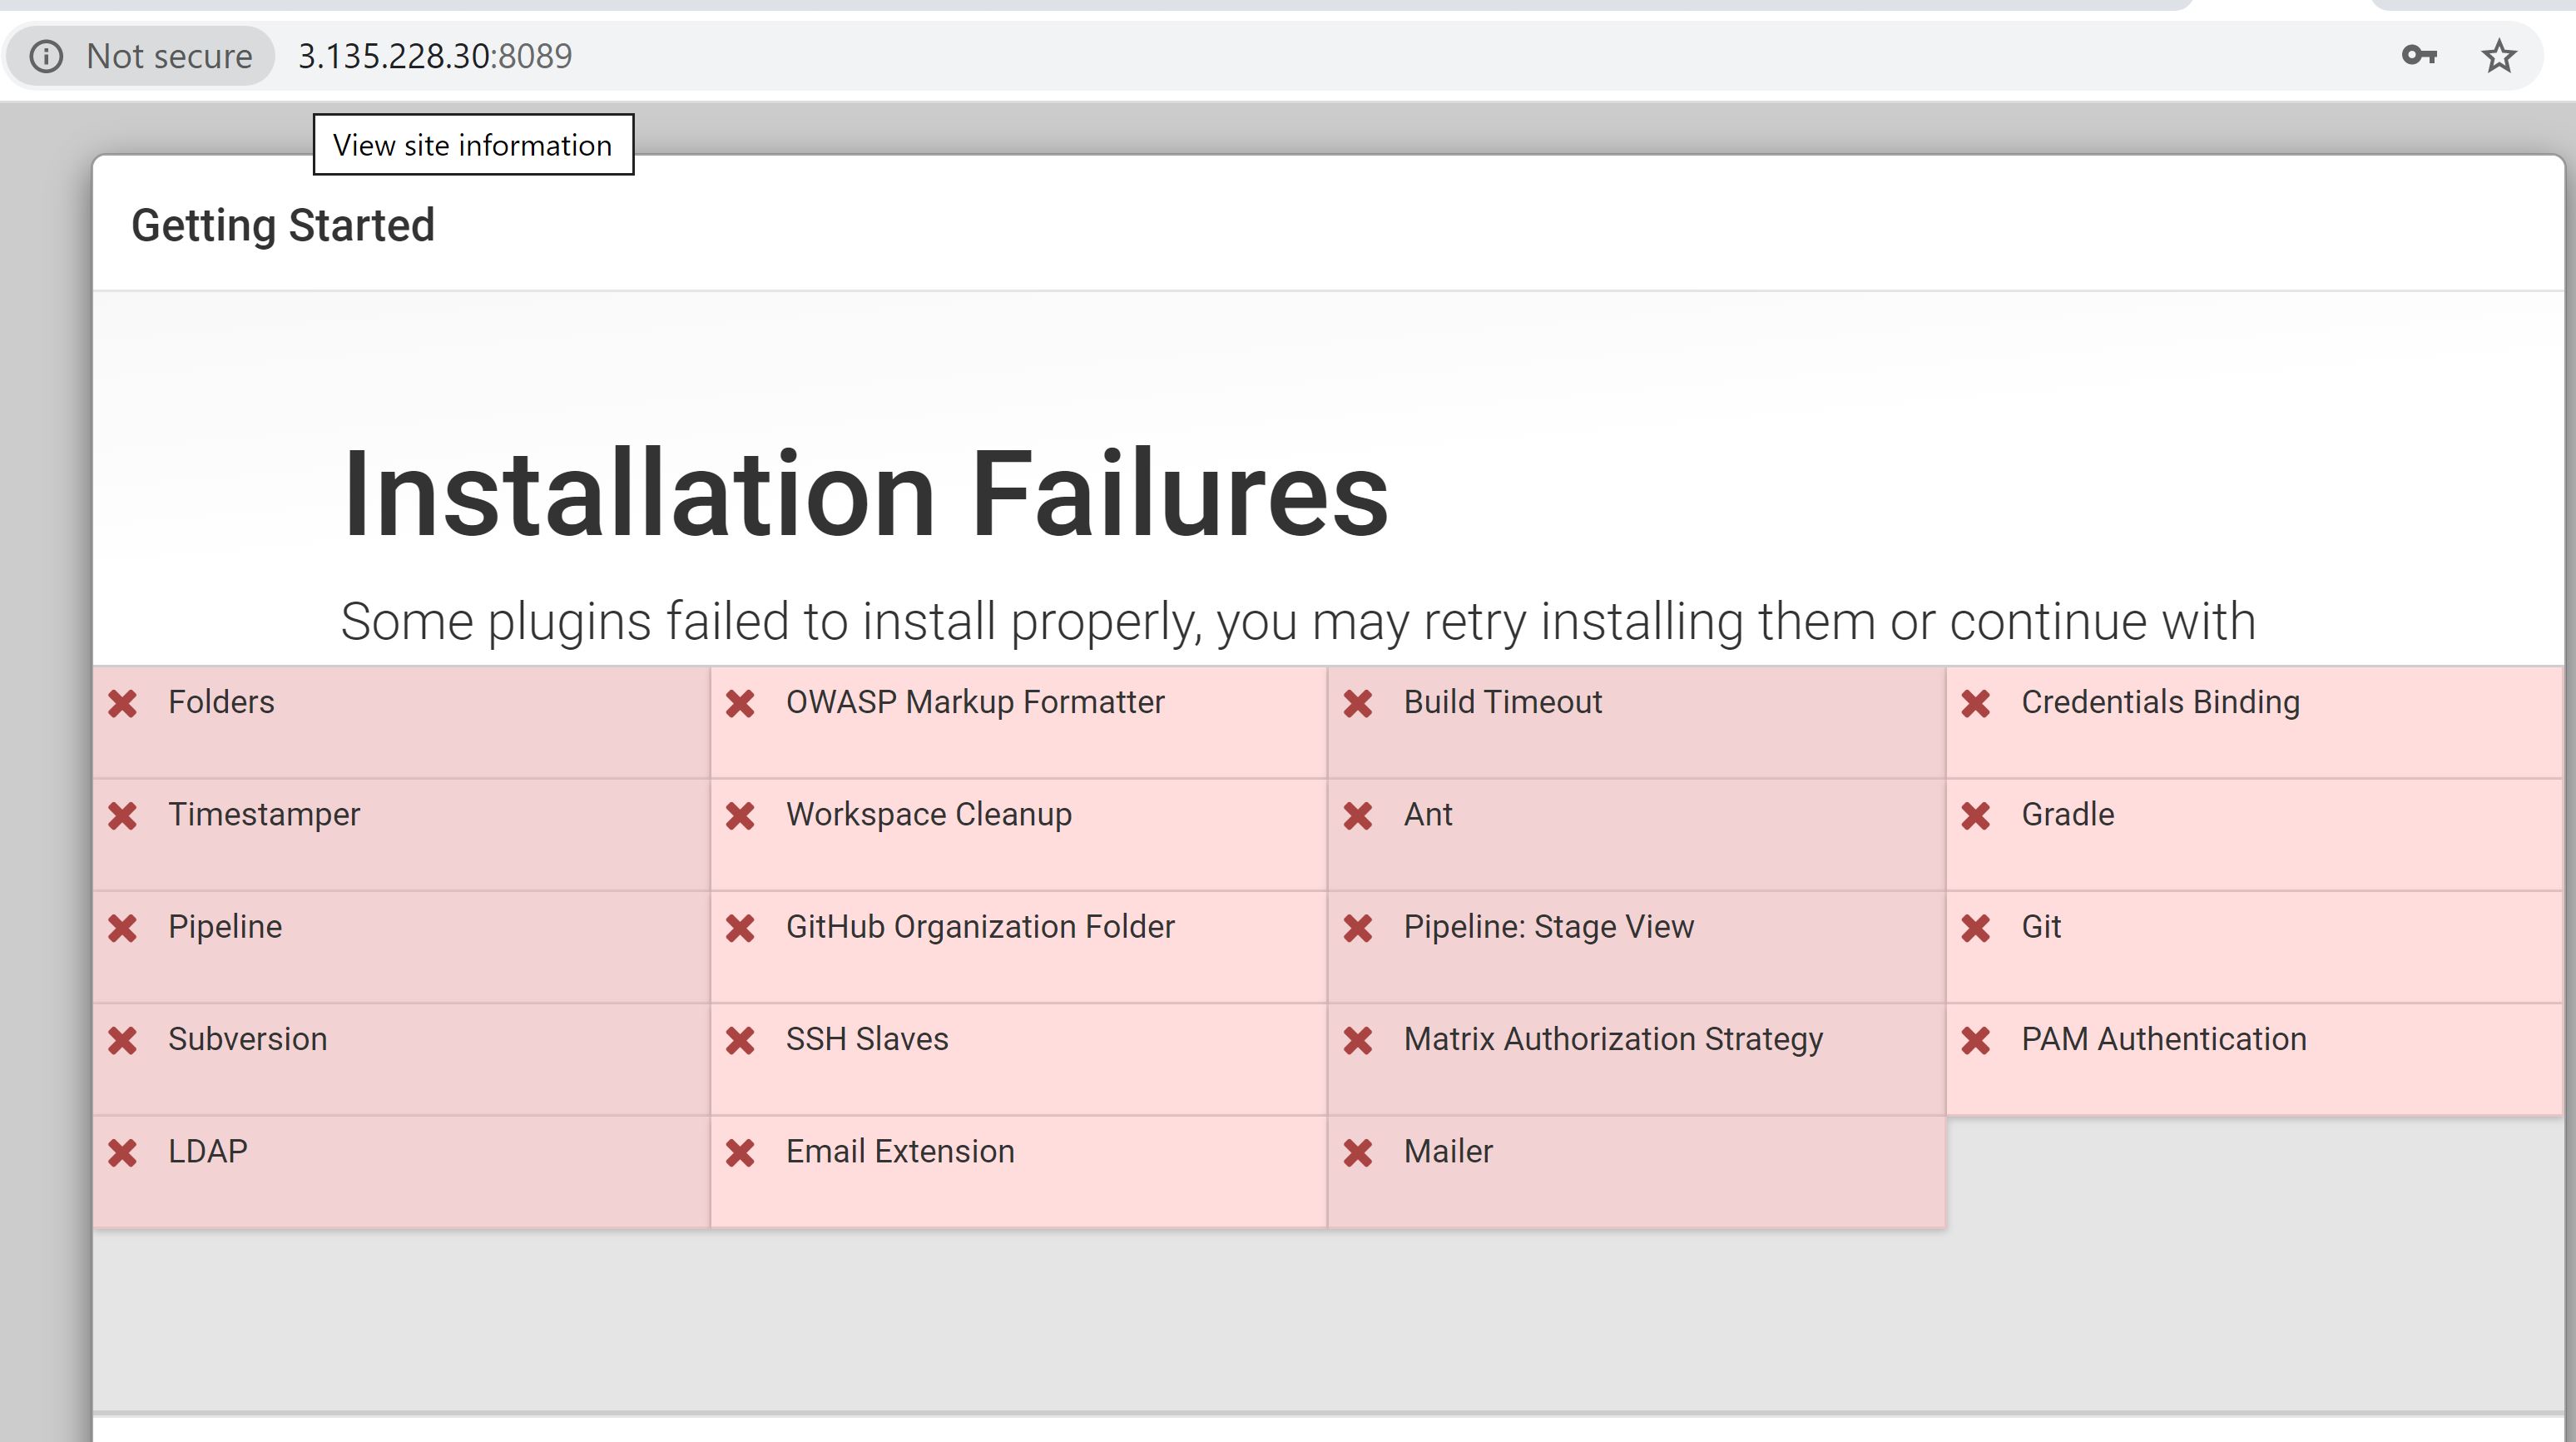 Not secure 3.135.228.30:8089
View site information
Getting Started
Installation Failures
Some plugins failed to install properly, you may retry installing them or continue with
Folders OWASP Markup Formatter Build Timeout Credentials Binding
Timestamper Workspace Cleanup Ant Gradle
Pipeline GitHub Organization Folder Pipeline: Stage View Git
Subversion SSH Slaves Matrix Authorization Strategy PAM Authentication
LDAP Email Extension Mailer